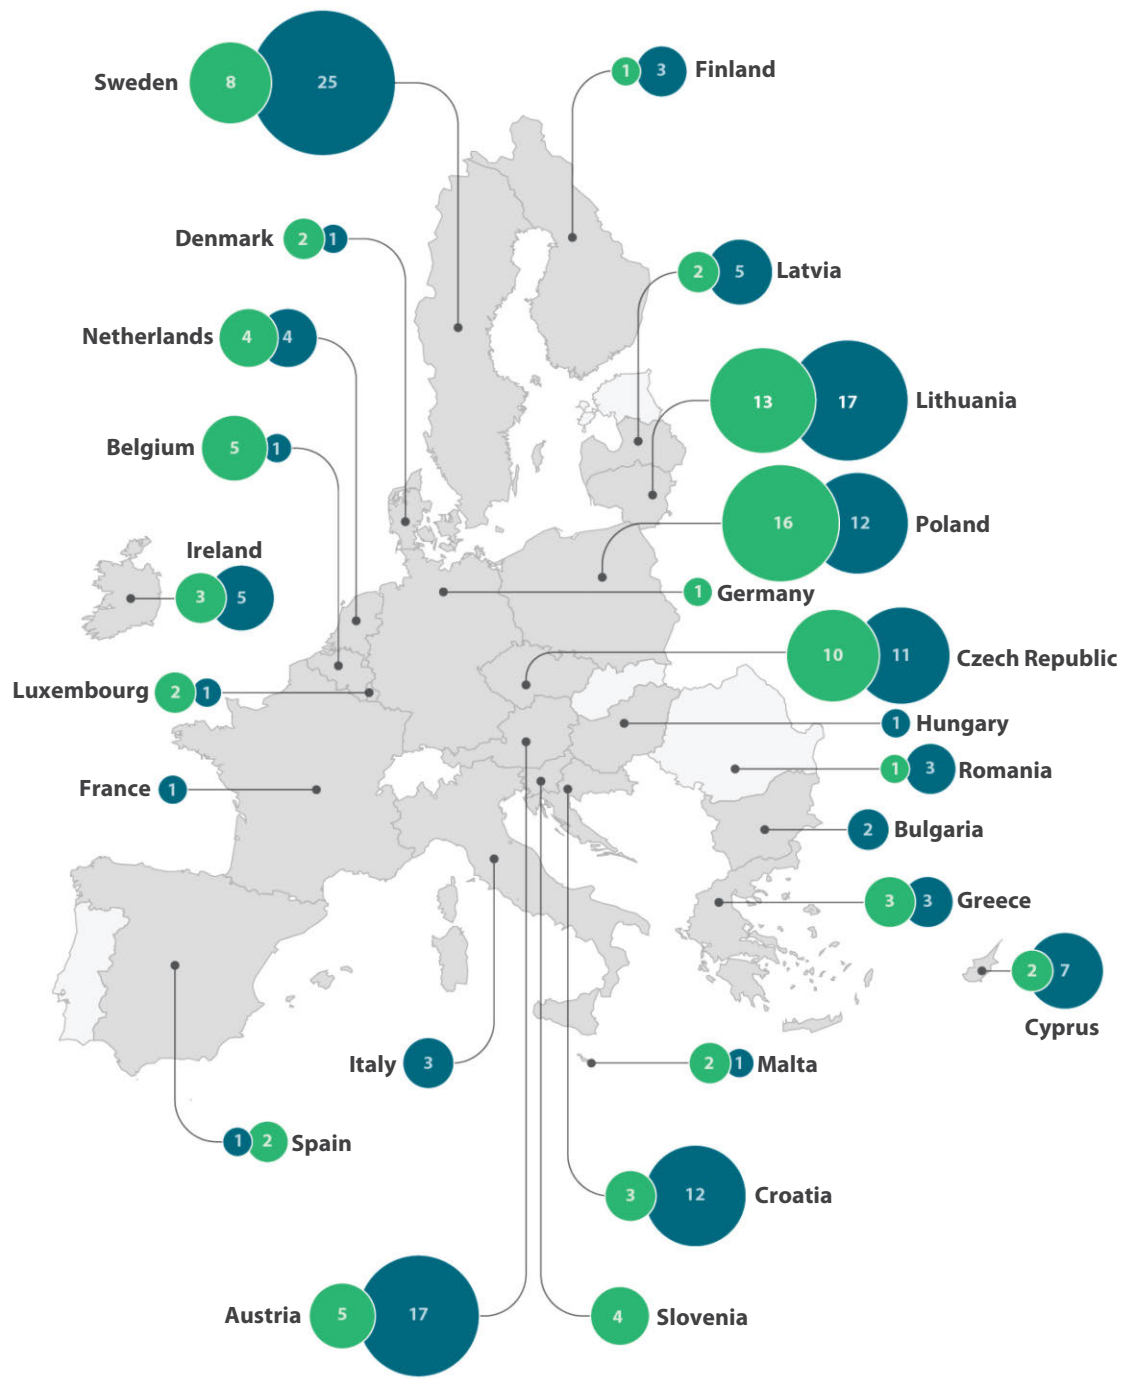 Sweden 8 25
1 3 Finland
Denmark 2 1
2 5 Latvia
Netherlands 4 4
13 17 Lithuania
Belgium 5 1
16 12 Poland
Ireland
3 5
1 Germany
10 11 Czech Republic
Luxembourg 2 1
1 Hungary
1 3 Romania
France 1
2 Bulgaria
3 3 Greece
2 7
Cyprus
Italy 3
2 1 Malta
1 2 Spain
3 12 Croatia
Austria 5 17
4 Slovenia